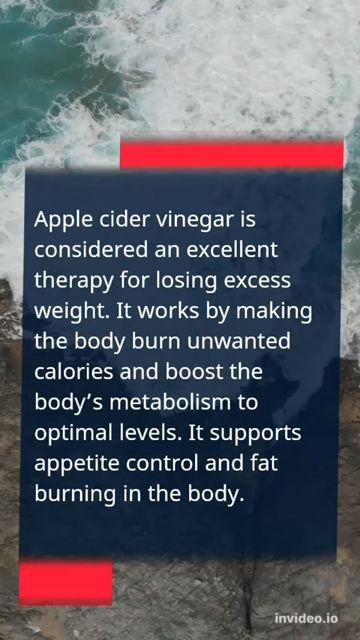 Apple cider vinegar is
considered an excellent
therapy for losing excess
weight. It works by making
the body burn unwanted
calories and boost the
body’s metabolism to
optimal levels. It supports
appetite control and fat
burning in the body.
invideo.io